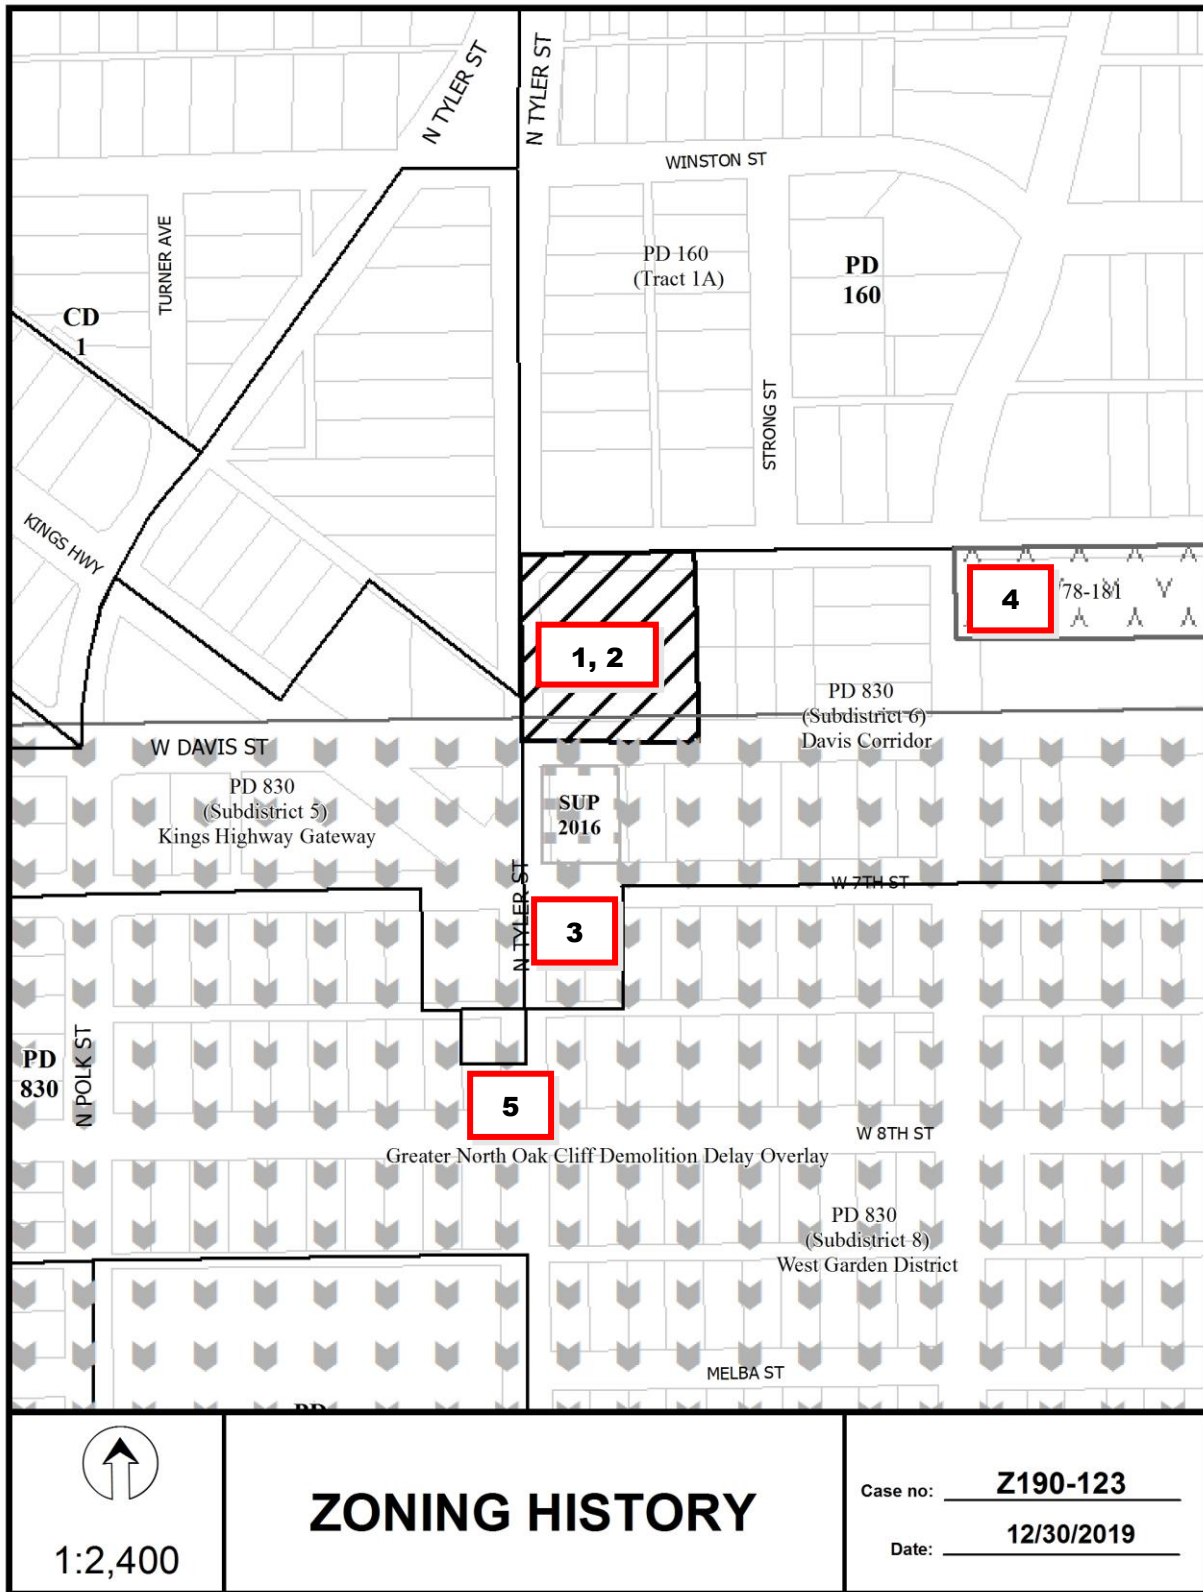 N TYLER ST
N TYLER ST
WINSTON ST
TURNER AVE
PD 160
(Tract 1A)
PD
160
CD
1
STRONG ST
KINGS HWY
4
78-181
1, 2
PD 830
(Subdistrict 6)
Davis Corridor
W DAVIS ST
PD 830
(Subdistrict 5)
Kings Highway Gateway
SUP
2016
W 7TH ST
N TYLER ST
3
PD
830
N POLK ST
5
W 8TH ST
Greater North Oak Cliff Demolition Delay Overlay
PD 830
(Subdistrict 8)
West Garden District
MELBA ST
1:2,400
ZONING HISTORY
Case no: Z190-123
Date: 12/30/2019